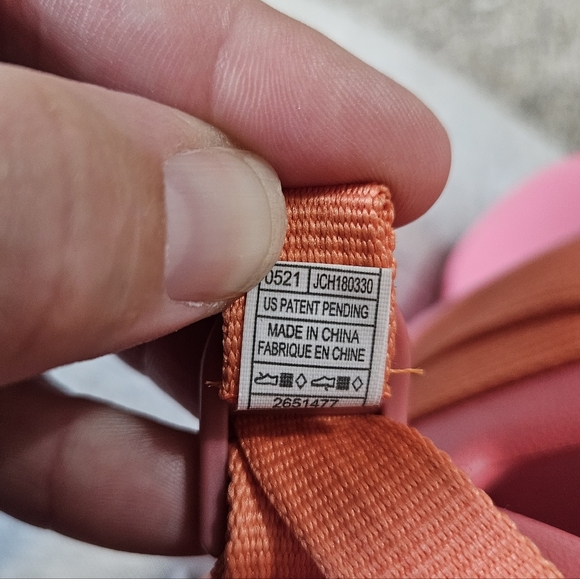 0521 JCH180330
US PATENT PENDING
MADE IN CHINA
FABRIQUE EN CHINE
2651477